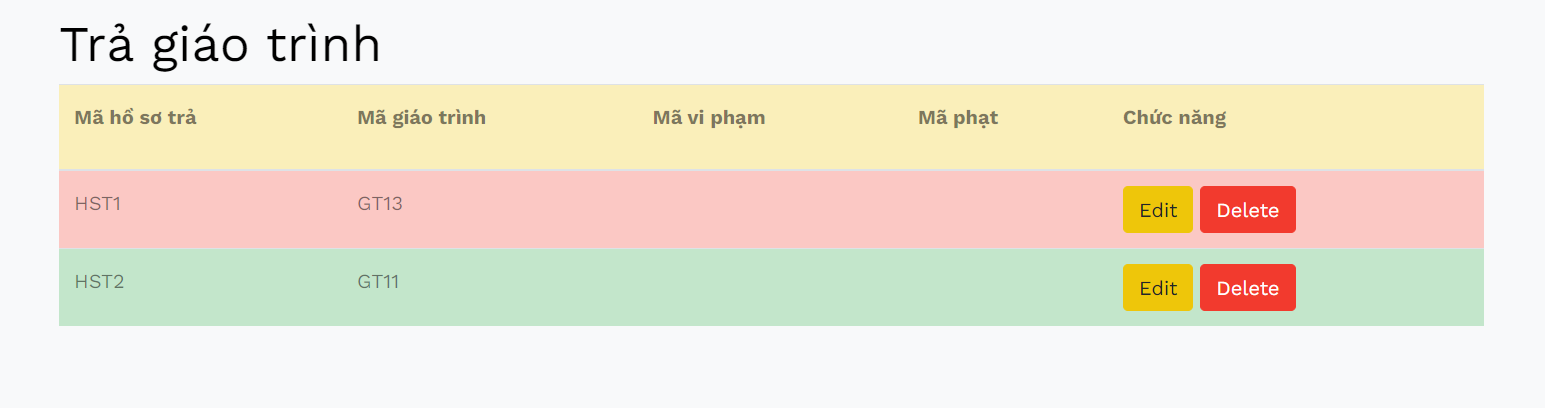 Trả giáo trình
Mã hồ sơ trả Mã giáo trình Mã vi phạm Mã phạt Chức năng
HST1 GT13 Edit Delete
HST2 GT11 Edit Delete